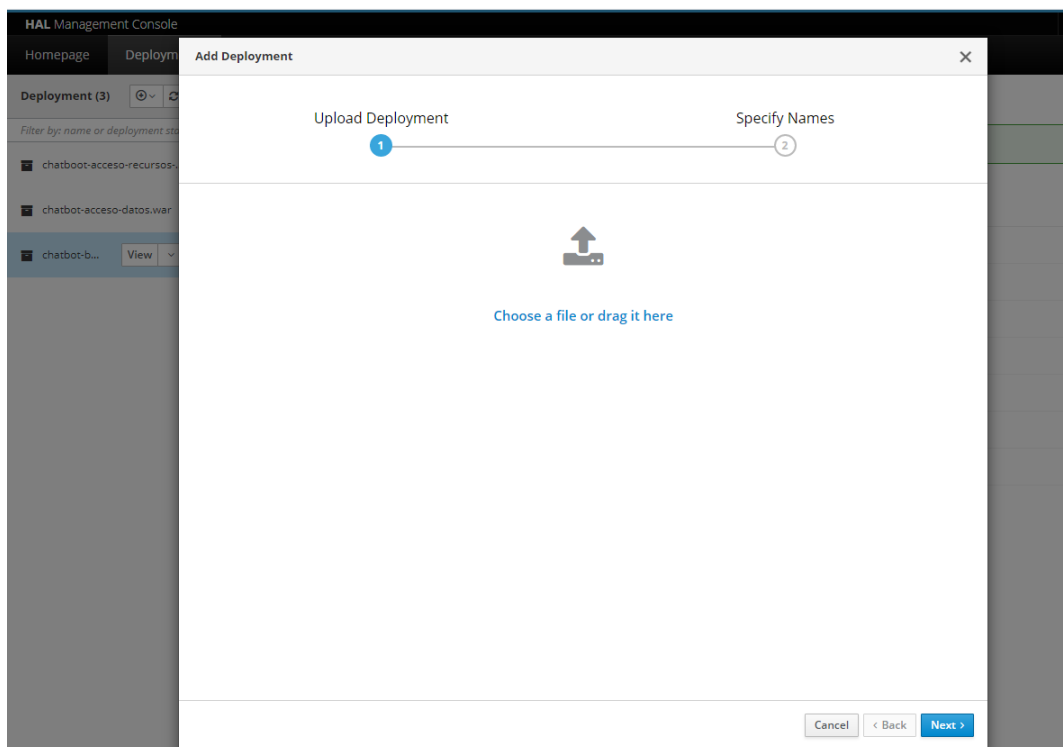 HAL Management Console
Homepage Deploym
Add Deployment
Deployment (3)
Filter by: name or deployment sta
chatboot-acceso-recursos-..
chatbot-acceso-datos.war
chatbot-b... View
Upload Deployment Specify Names
1 2
Choose a file or drag it here
Cancel < Back Next >